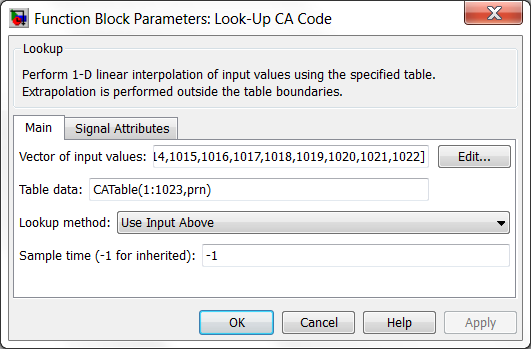 Function Block Parameters: Look-Up CA Code
Lookup
Perform 1-D linear interpolation of input values using the specified table.
Extrapolation is performed outside the table boundaries.
Main Signal Attributes
Vector of input values: 14,1015,1016,1017,1018,1019,1020,1021,1022] Edit...
Table data: CATable(1:1023,prn)
Lookup method: Use Input Above
Sample time (-1 for inherited): -1
OK Cancel Help Apply